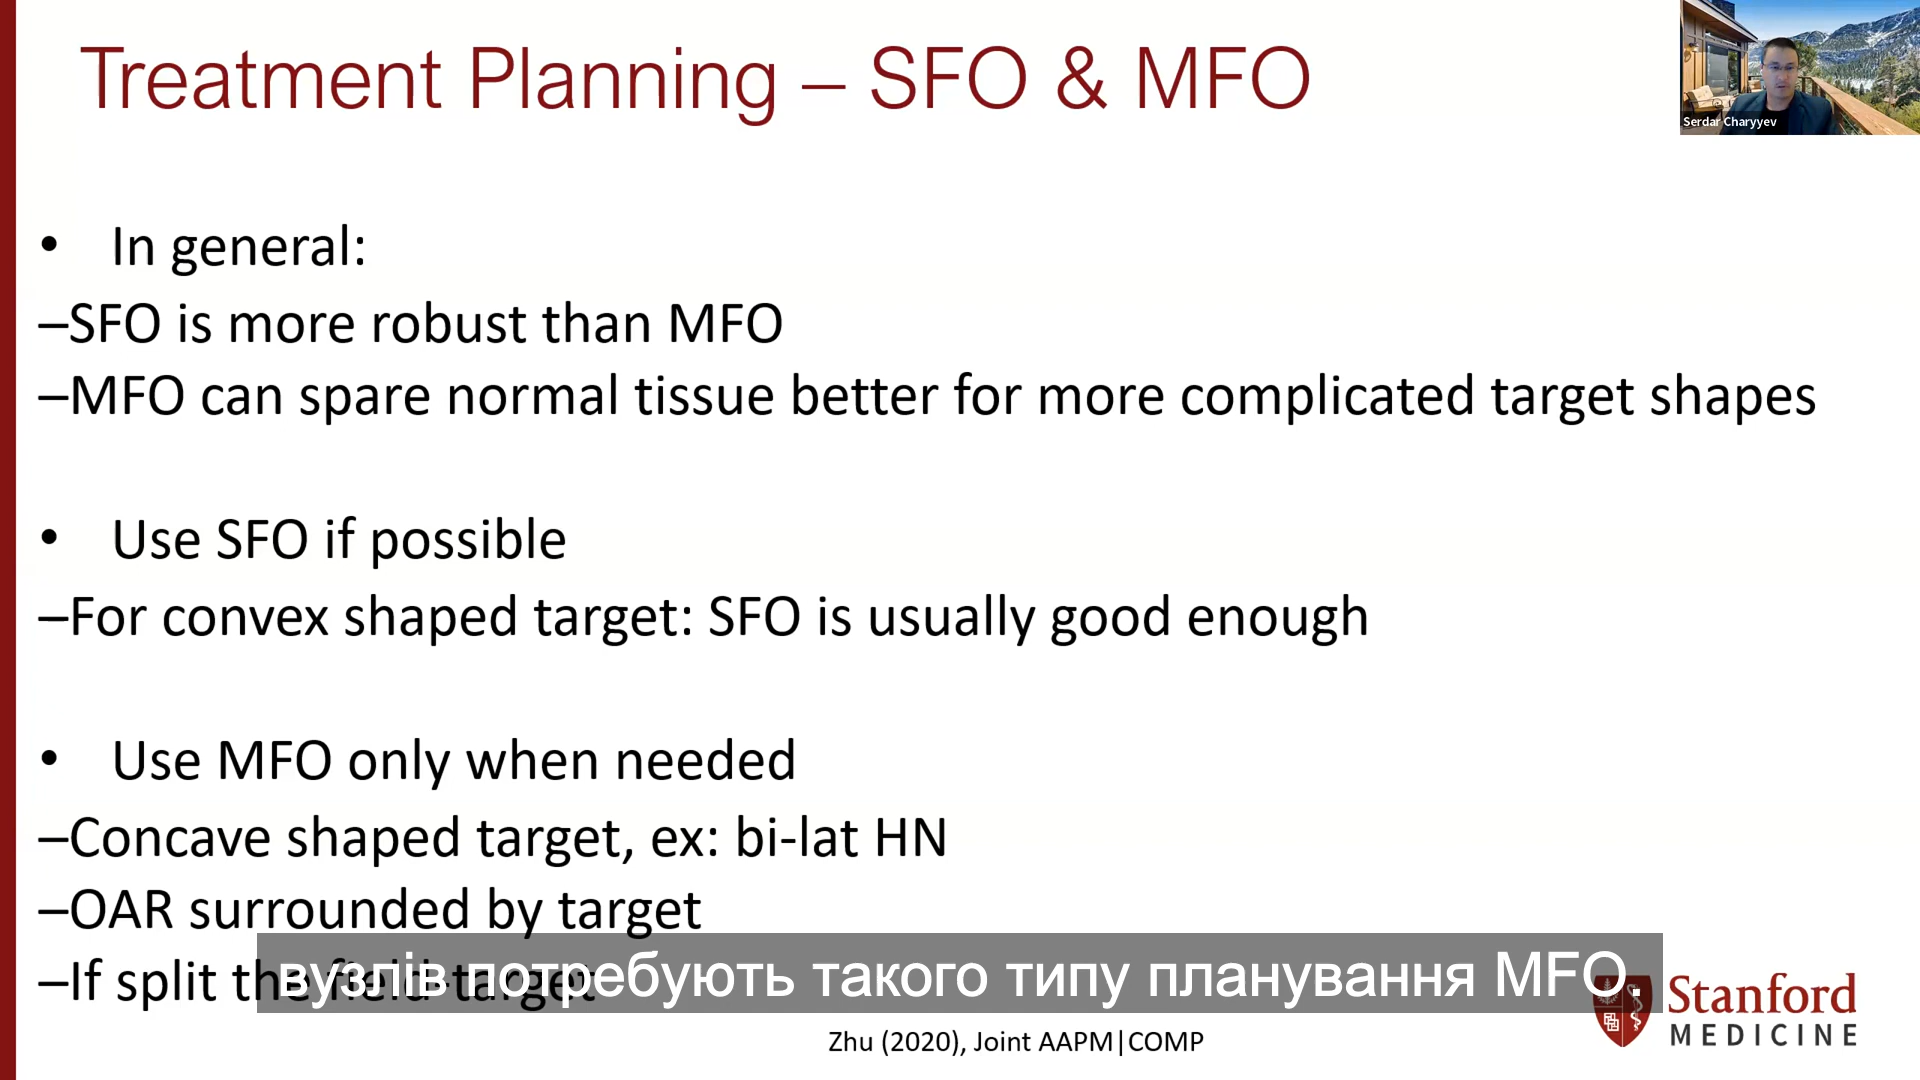 Treatment Planning – SFO & MFO
Serdar Charyyev
• In general:
–SFO is more robust than MFO
–MFO can spare normal tissue better for more complicated target shapes
• Use SFO if possible
–For convex shaped target: SFO is usually good enough
• Use MFO only when needed
–Concave shaped target, ex: bi-lat HN
–OAR surrounded by target
–If split the field target
вузлів потребують такого типу планування MFO.
Stanford
MEDICINE
Zhu (2020), Joint AAPM|COMP